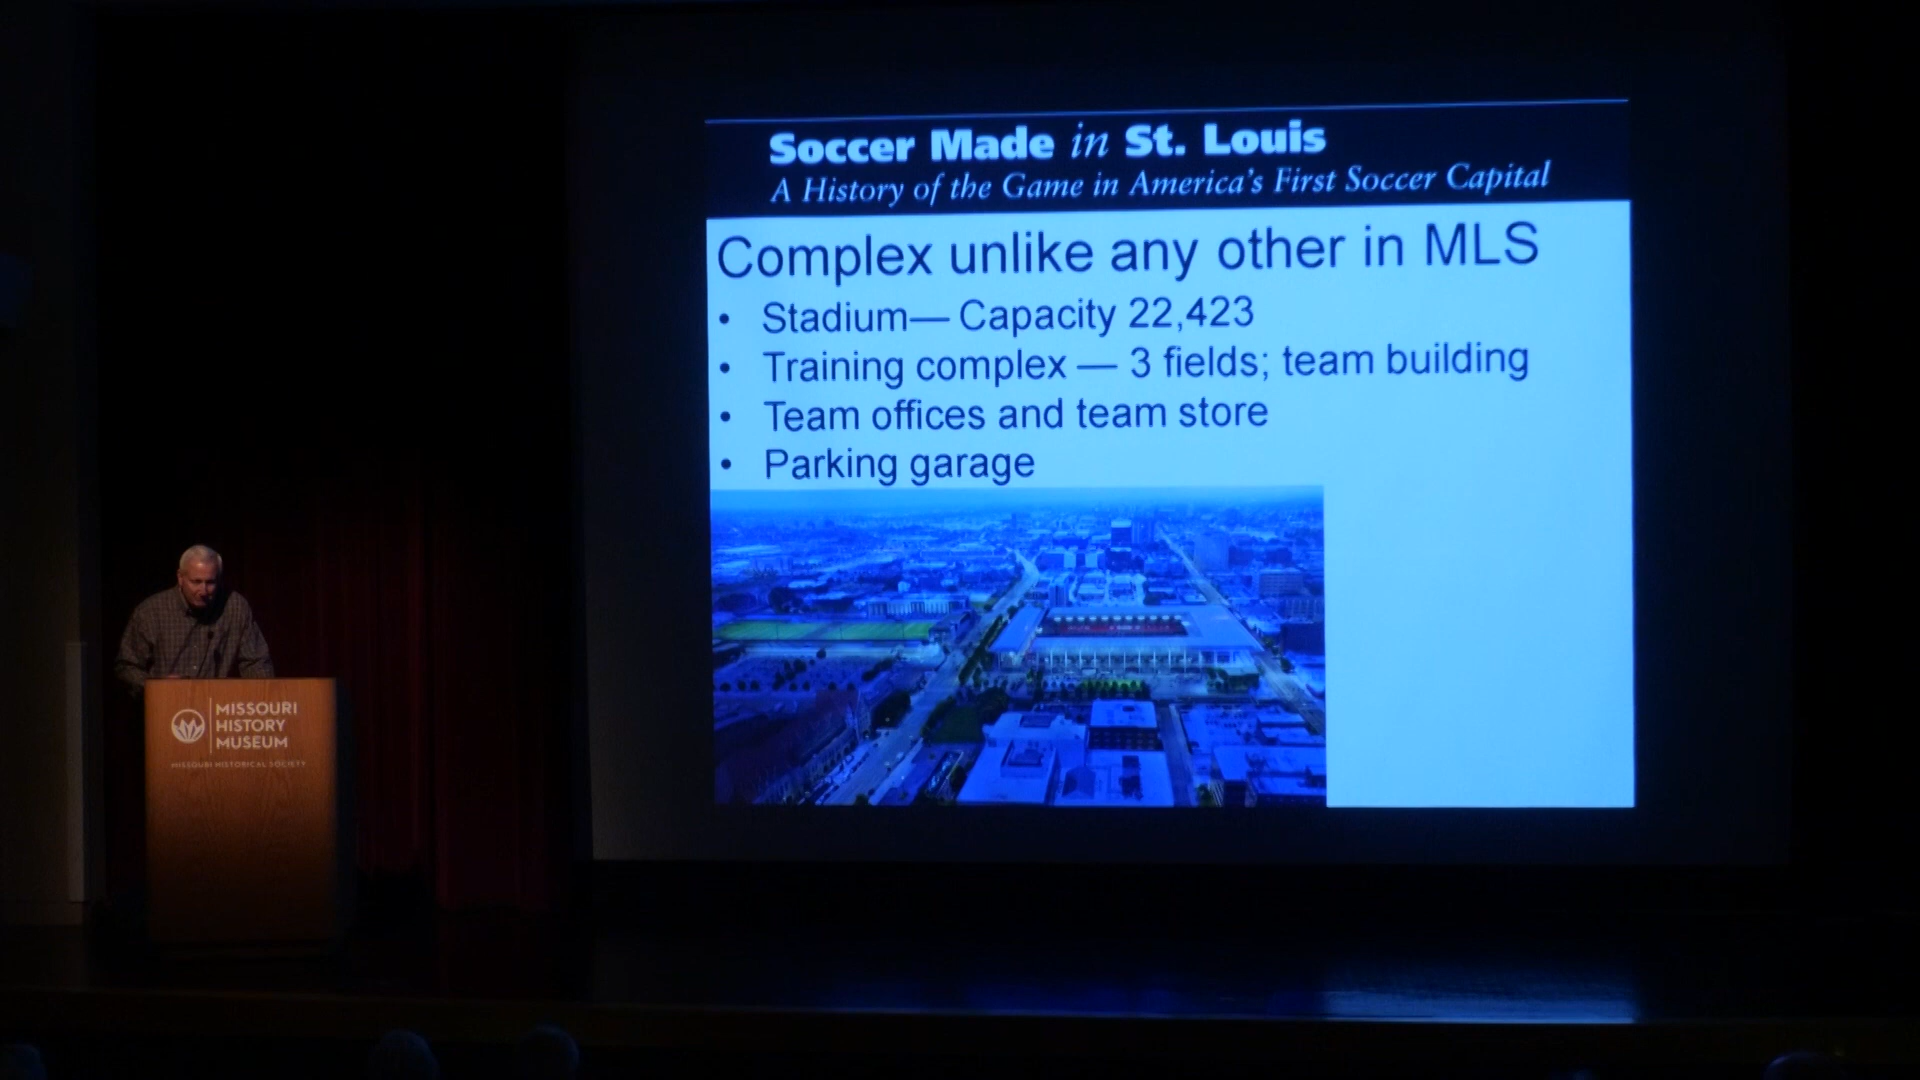 Soccer Made in St. Louis
A History of the Game in America's First Soccer Capital
Complex unlike any other in MLS
• Stadium— Capacity 22,423
• Training complex — 3 fields; team building
• Team offices and team store
• Parking garage
MISSOURI
HISTORY
MUSEUM
MISSOURI HISTORICAL SOCIETY